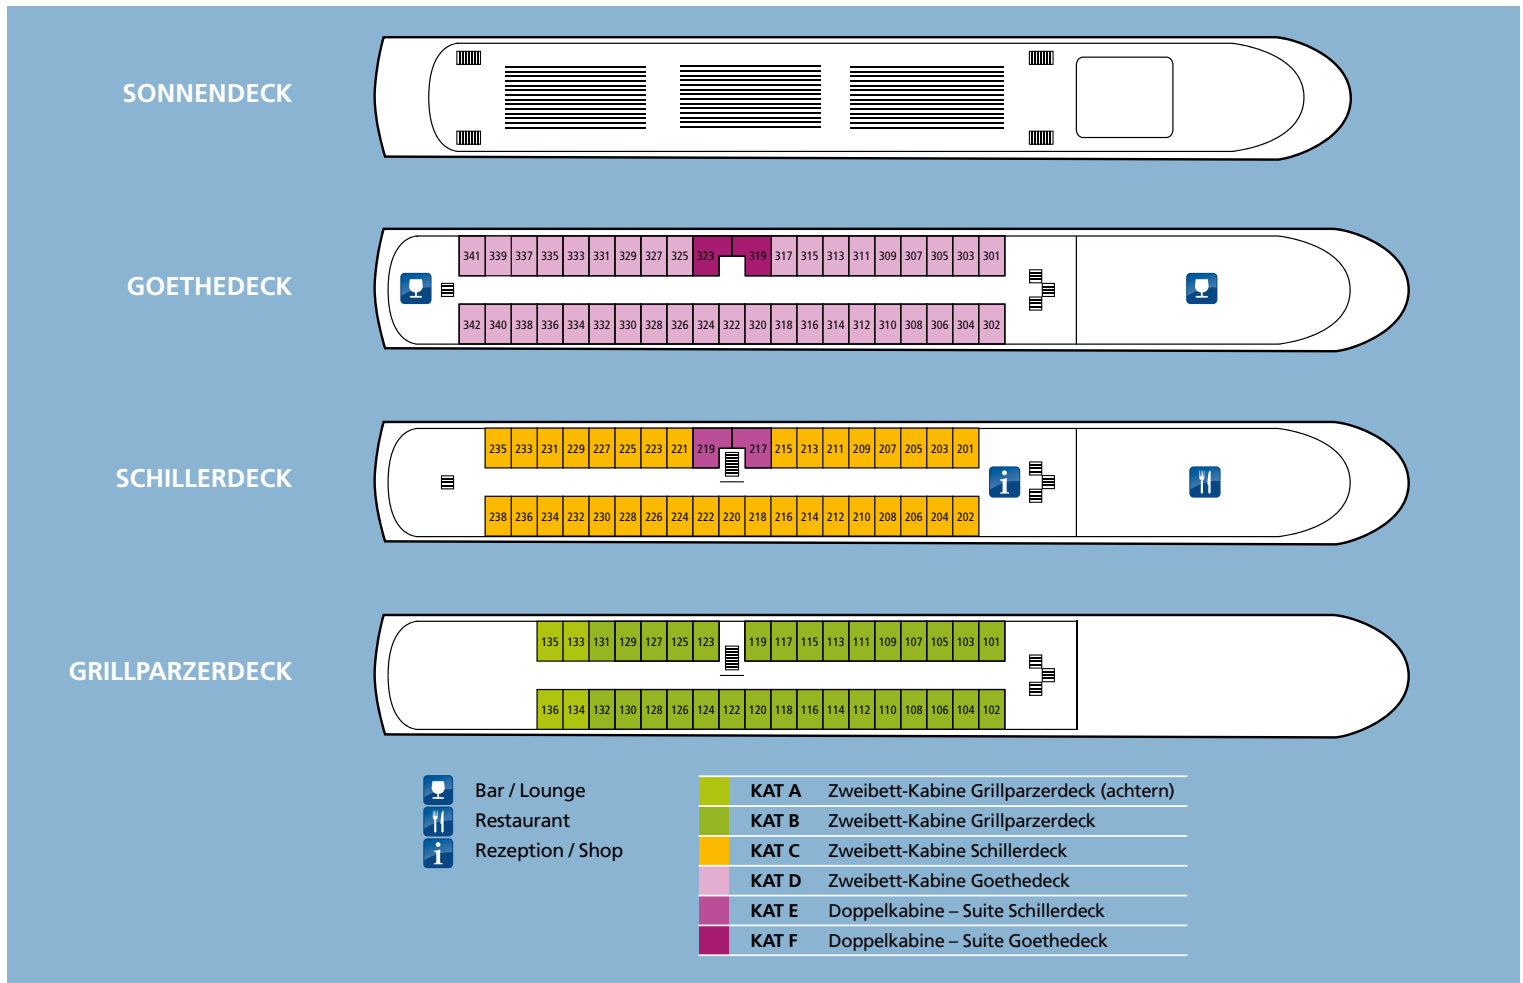 SONNENDECK
GOETHEDECK
341 339 337 335 333 331 329 327 325 323 319 317 315 313 311 309 307 305 303 301
342 340 338 336 334 332 330 328 326 324 322 320 318 316 314 312 310 308 306 304 302
SCHILLERDECK
235 233 231 229 227 225 223 221 219 217 215 213 211 209 207 205 203 201
i
238 236 234 232 230 228 226 224 222 220 218 216 214 212 210 208 206 204 202
GRILLPARZERDECK
135 133 131 129 127 125 123 119 117 115 113 111 109 107 105 103 101
136 134 132 130 128 126 124 122 120 118 116 114 112 110 108 106 104 102
Bar / Lounge
Restaurant
i Rezeption / Shop
KAT A Zweibett-Kabine Grillparzerdeck (achtern)
KAT B Zweibett-Kabine Grillparzerdeck
KAT C Zweibett-Kabine Schillerdeck
KAT D Zweibett-Kabine Goethedeck
KAT E Doppelkabine – Suite Schillerdeck
KAT F Doppelkabine – Suite Goethedeck